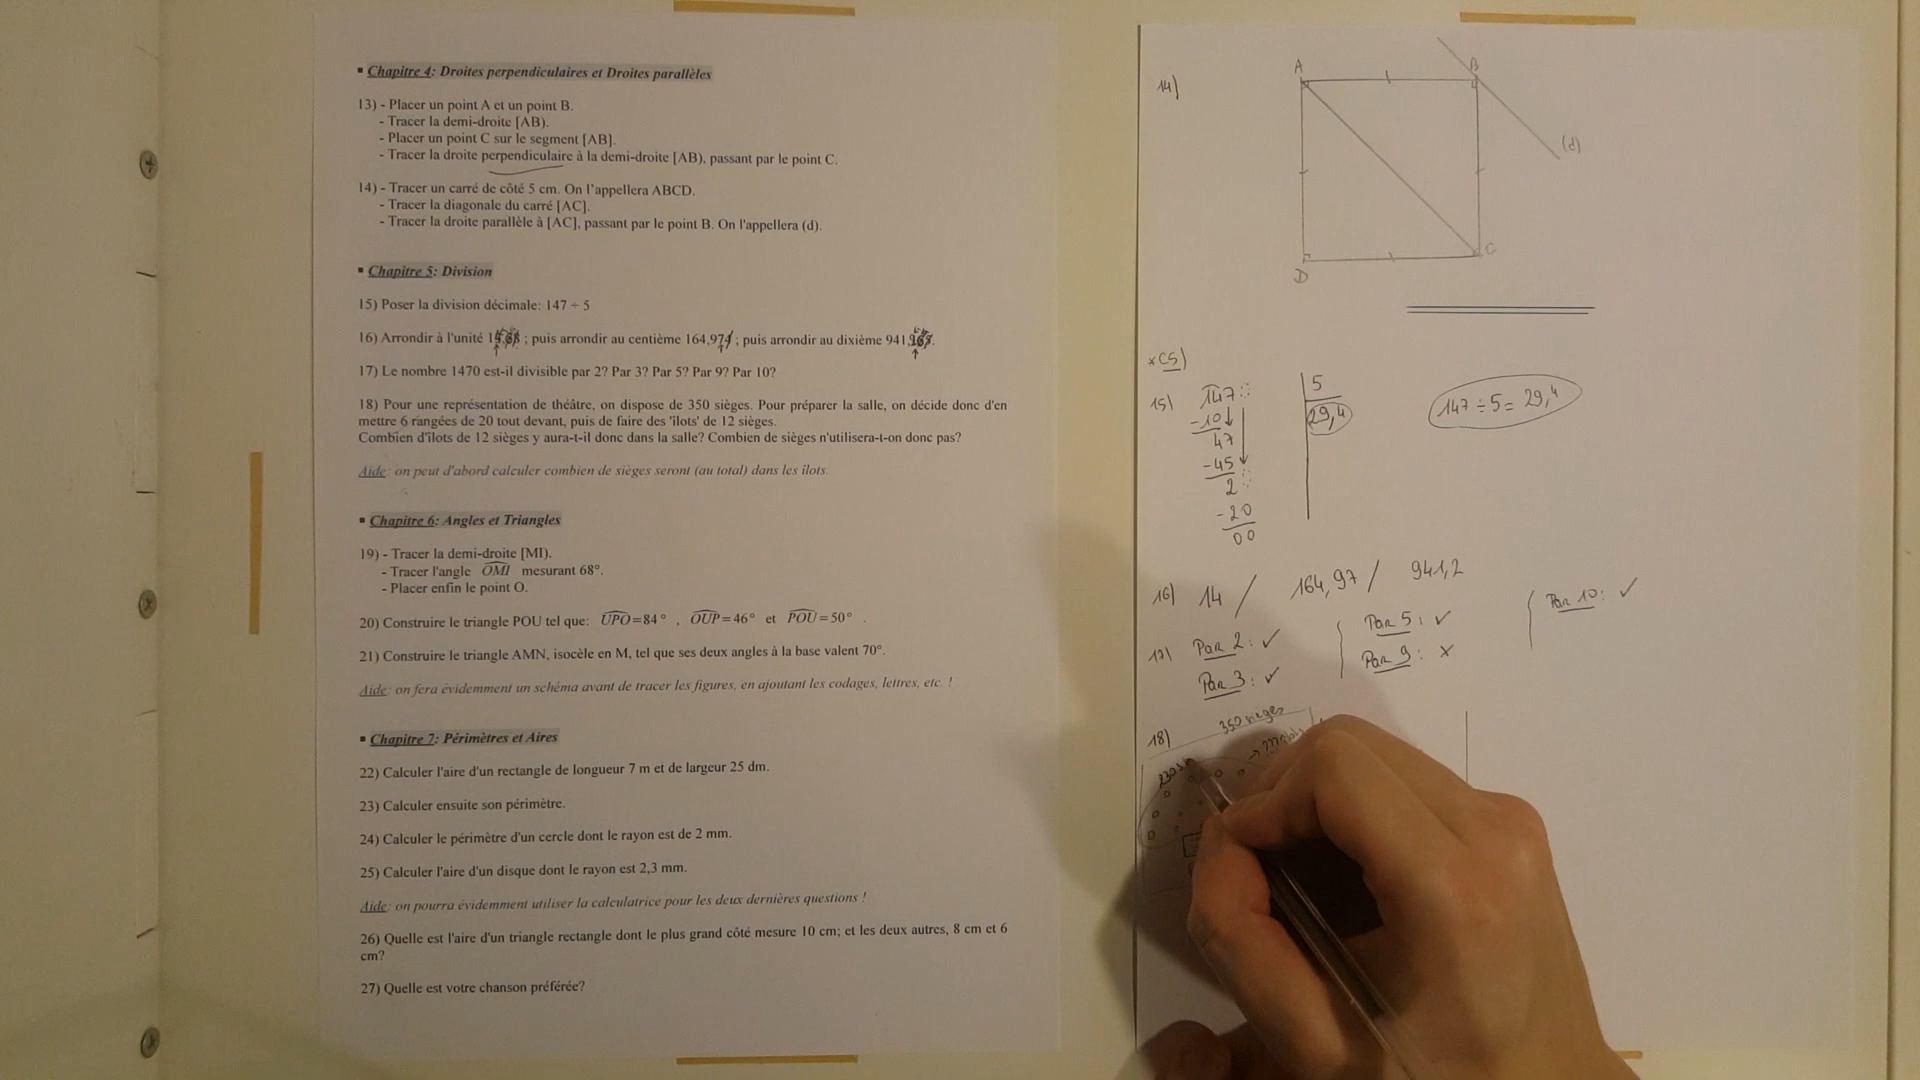 ▪ Chapitre 4: Droites perpendiculaires et Droites parallèles
13) - Placer un point A et un point B.
- Tracer la demi-droite [AB).
- Placer un point C sur le segment [AB].
- Tracer la droite perpendiculaire à la demi-droite [AB), passant par le point C.
14) - Tracer un carré de côté 5 cm. On l'appellera ABCD.
- Tracer la diagonale du carré [AC].
- Tracer la droite parallèle à [AC], passant par le point B. On l'appellera (d).
▪ Chapitre 5: Division
15) Poser la division décimale: 147 ÷ 5
16) Arrondir à l'unité ; puis arrondir au centième 164,974 ; puis arrondir au dixième
17) Le nombre 1470 est-il divisible par 2? Par 3? Par 5? Par 9? Par 10?
18) Pour une représentation de théâtre, on dispose de 350 sièges. Pour préparer la salle, on décide donc d'en
mettre 6 rangées de 20 tout devant, puis de faire des 'îlots' de 12 sièges.
Combien d'îlots de 12 sièges y aura-t-il donc dans la salle? Combien de sièges n'utilisera-t-on donc pas?
Aide: on peut d'abord calculer combien de sièges seront (au total) dans les îlots.
▪ Chapitre 6: Angles et Triangles
19) - Tracer la demi-droite [MI).
- Tracer l'angle OMI mesurant 68°.
- Placer enfin le point O.
20) Construire le triangle POU tel que: UPO=84° , OUP=46° et POU=50° .
21) Construire le triangle AMN, isocèle en M, tel que ses deux angles à la base valent 70°.
Aide: on fera évidemment un schéma avant de tracer les figures, en ajoutant les codages, lettres, etc. !
▪ Chapitre 7: Périmètres et Aires
22) Calculer l'aire d'un rectangle de longueur 7 m et de largeur 25 dm.
23) Calculer ensuite son périmètre.
24) Calculer le périmètre d'un cercle dont le rayon est de 2 mm.
25) Calculer l'aire d'un disque dont le rayon est 2,3 mm.
Aide: on pourra évidemment utiliser la calculatrice pour les deux dernières questions !
26) Quelle est l'aire d'un triangle rectangle dont le plus grand côté mesure 10 cm; et les deux autres, 8 cm et 6
cm?
27) Quelle est votre chanson préférée?
14)
A B
(d)
D C
*C5)
15) 147 5
-10 29,4
47
-45
2
-20
00
147 ÷ 5 = 29,4
16) 14 / 164,97 / 941,2
17) Par 2: ✓ Par 5: ✓ Par 10: ✓
Par 3: ✓ Par 9: ×
18) 350 sièges
230